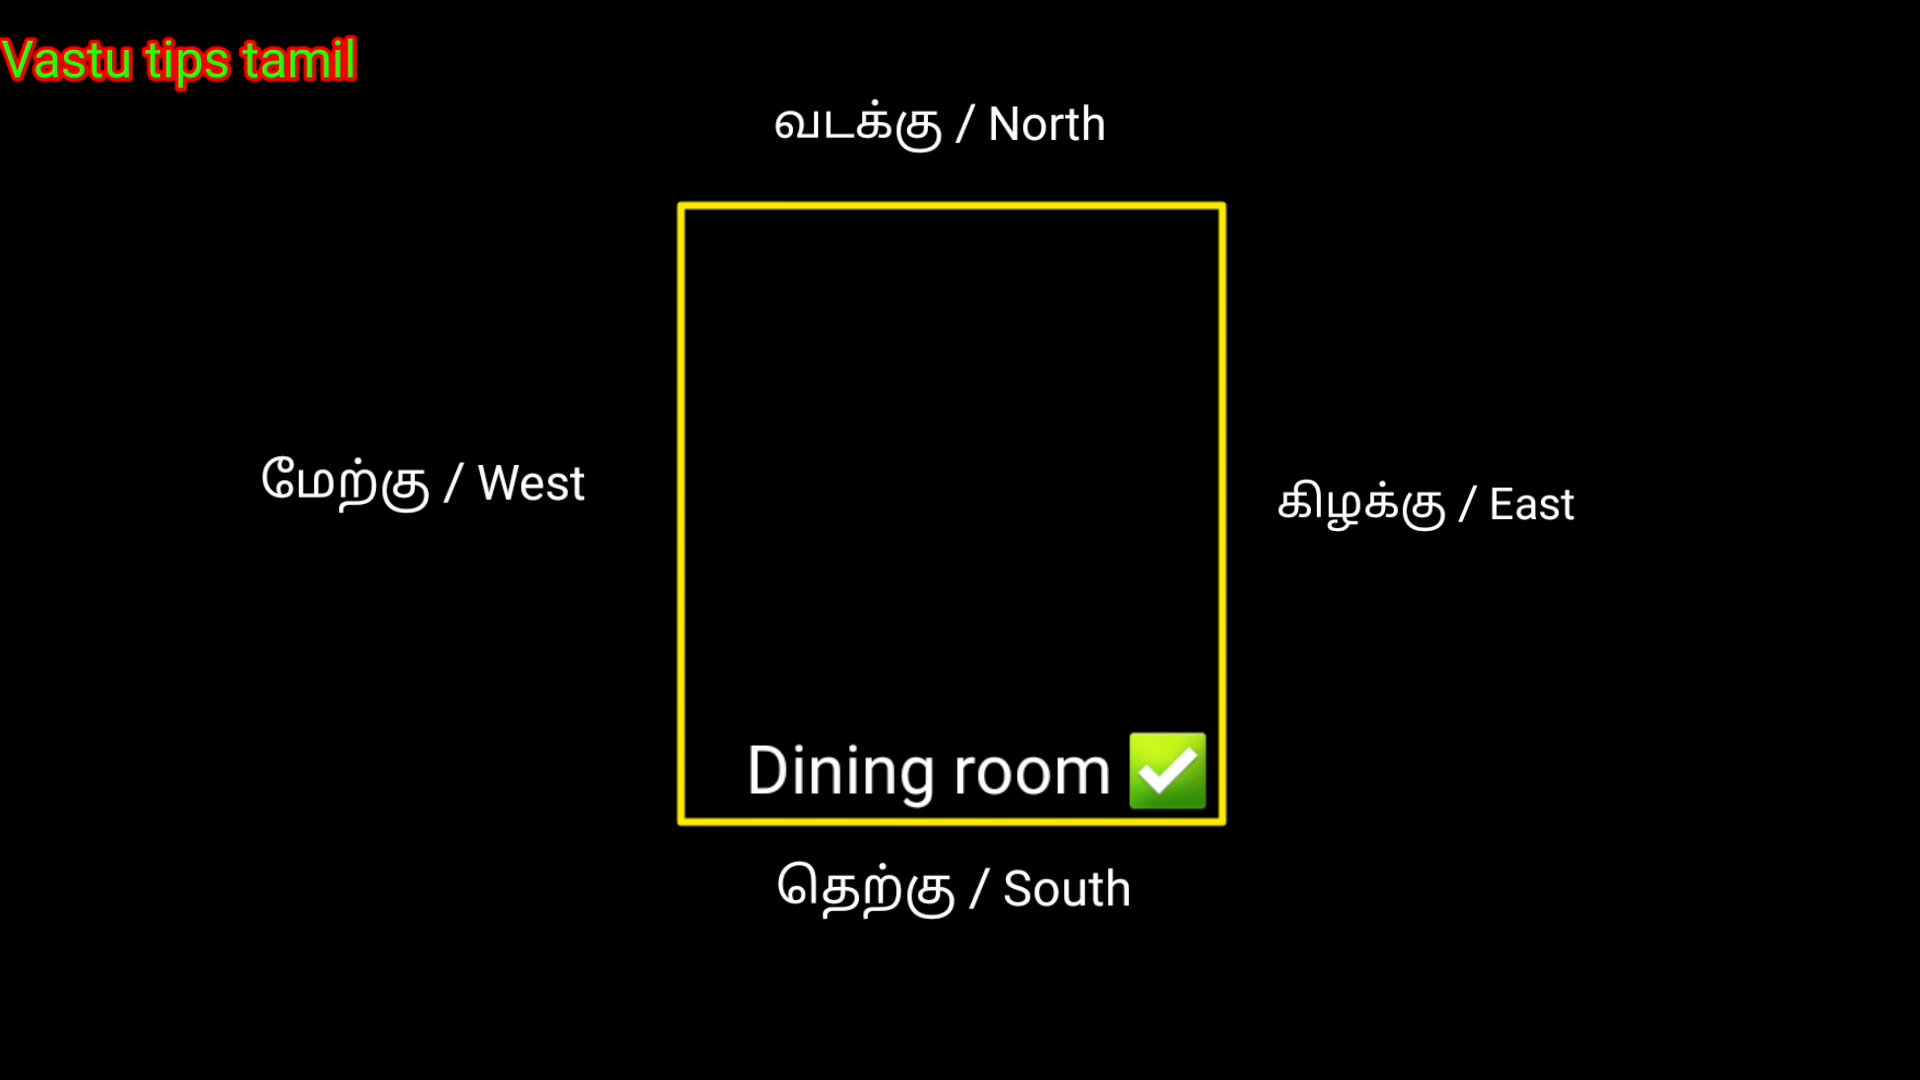 Vastu tips tamil
வடக்கு / North
மேற்கு / West
கிழக்கு / East
Dining room ✅
தெற்கு / South